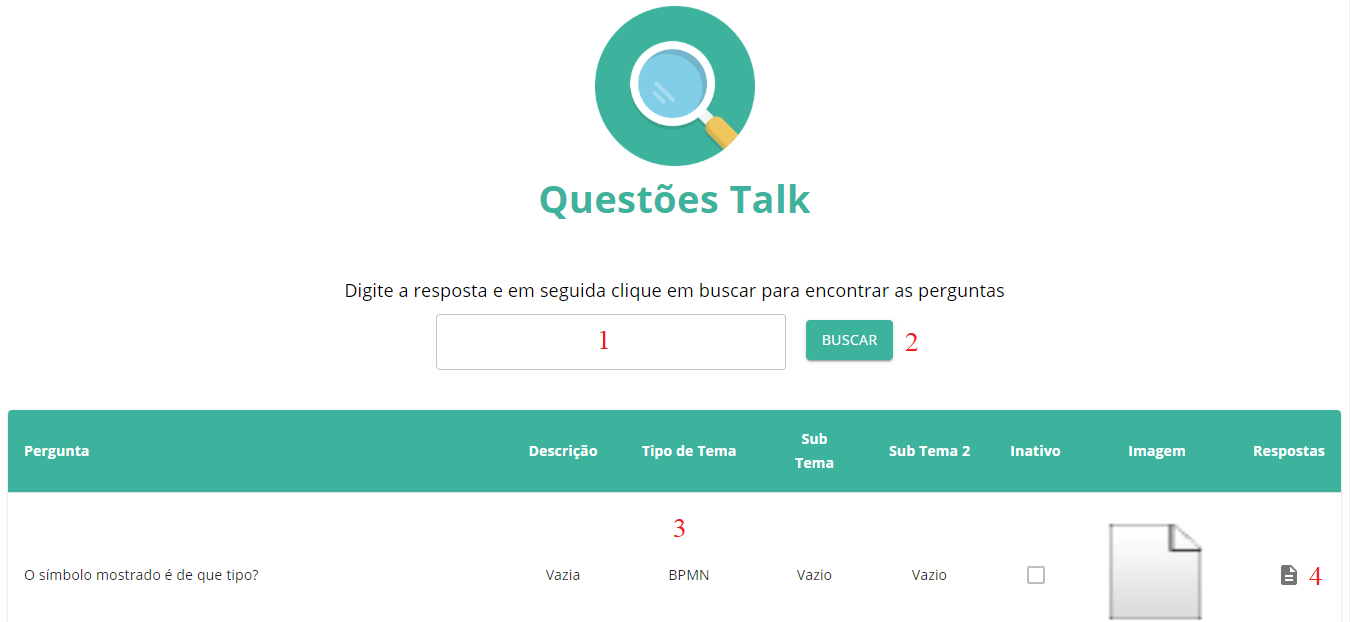 Questões Talk
Digite a resposta e em seguida clique em buscar para encontrar as perguntas
1 BUSCAR 2
Pergunta Descrição Tipo de Tema Sub Tema Sub Tema 2 Inativo Imagem Respostas
3
O símbolo mostrado é de que tipo? Vazia BPMN Vazio Vazio 4